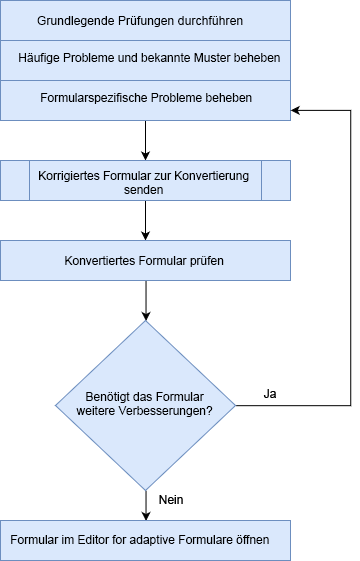 Grundlegende Prüfungen durchführen
Häufige Probleme und bekannte Muster beheben
Formularspezifische Probleme beheben
Korrigiertes Formular zur Konvertierung
senden
Konvertiertes Formular prüfen
Benötigt das Formular
weitere Verbesserungen?
Ja
Nein
Formular im Editor for adaptive Formulare öffnen